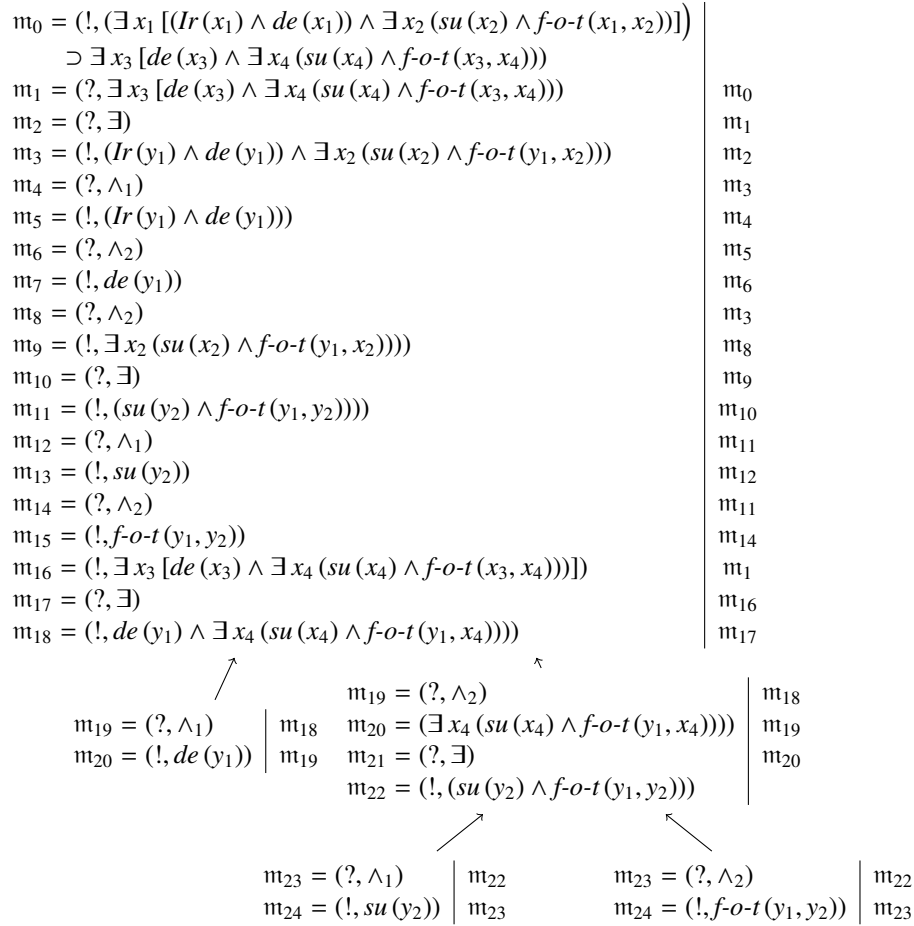 𝔪₀ = (!, (∃ x₁ [(Ir (x₁) ∧ de (x₁)) ∧ ∃ x₂ (su (x₂) ∧ f-o-t (x₁, x₂))])
⊃ ∃ x₃ [de (x₃) ∧ ∃ x₄ (su (x₄) ∧ f-o-t (x₃, x₄)))
𝔪₁ = (?, ∃ x₃ [de (x₃) ∧ ∃ x₄ (su (x₄) ∧ f-o-t (x₃, x₄))) 𝔪₀
𝔪₂ = (?, ∃) 𝔪₁
𝔪₃ = (!, (Ir (y₁) ∧ de (y₁)) ∧ ∃ x₂ (su (x₂) ∧ f-o-t (y₁, x₂))) 𝔪₂
𝔪₄ = (?, ∧₁) 𝔪₃
𝔪₅ = (!, (Ir (y₁) ∧ de (y₁))) 𝔪₄
𝔪₆ = (?, ∧₂) 𝔪₅
𝔪₇ = (!, de (y₁)) 𝔪₆
𝔪₈ = (?, ∧₂) 𝔪₃
𝔪₉ = (!, ∃ x₂ (su (x₂) ∧ f-o-t (y₁, x₂)))) 𝔪₈
𝔪₁₀ = (?, ∃) 𝔪₉
𝔪₁₁ = (!, (su (y₂) ∧ f-o-t (y₁, y₂)))) 𝔪₁₀
𝔪₁₂ = (?, ∧₁) 𝔪₁₁
𝔪₁₃ = (!, su (y₂)) 𝔪₁₂
𝔪₁₄ = (?, ∧₂) 𝔪₁₁
𝔪₁₅ = (!, f-o-t (y₁, y₂)) 𝔪₁₄
𝔪₁₆ = (!, ∃ x₃ [de (x₃) ∧ ∃ x₄ (su (x₄) ∧ f-o-t (x₃, x₄)))]) 𝔪₁
𝔪₁₇ = (?, ∃) 𝔪₁₆
𝔪₁₈ = (!, de (y₁) ∧ ∃ x₄ (su (x₄) ∧ f-o-t (y₁, x₄)))) 𝔪₁₇
𝔪₁₉ = (?, ∧₁) 𝔪₁₈
𝔪₂₀ = (!, de (y₁)) 𝔪₁₉
𝔪₁₉ = (?, ∧₂) 𝔪₁₈
𝔪₂₀ = (∃ x₄ (su (x₄) ∧ f-o-t (y₁, x₄)))) 𝔪₁₉
𝔪₂₁ = (?, ∃) 𝔪₂₀
𝔪₂₂ = (!, (su (y₂) ∧ f-o-t (y₁, y₂)))
𝔪₂₃ = (?, ∧₁) 𝔪₂₂
𝔪₂₄ = (!, su (y₂)) 𝔪₂₃
𝔪₂₃ = (?, ∧₂) 𝔪₂₂
𝔪₂₄ = (!, f-o-t (y₁, y₂)) 𝔪₂₃